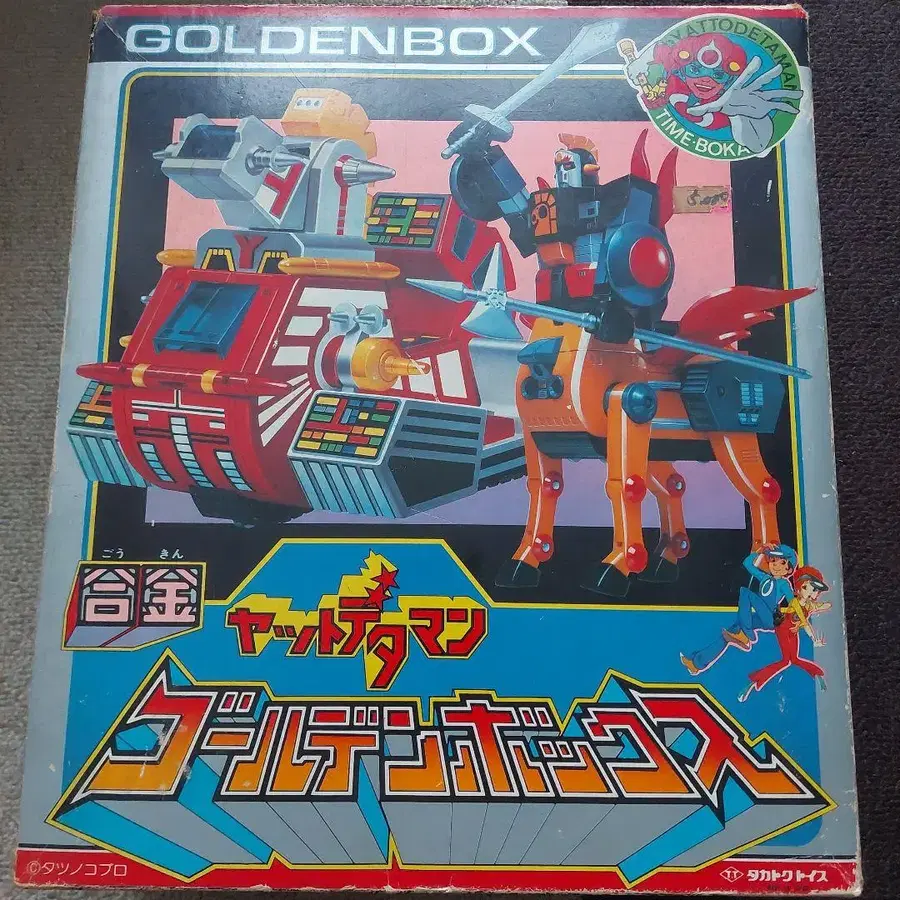 GOLDENBOX
YATTODETAMAN
TIME·BOKA
ごう きん
合金
ヤットデタマン
ゴールデンボックス
©タツノコプロ
TT タカトクトイス